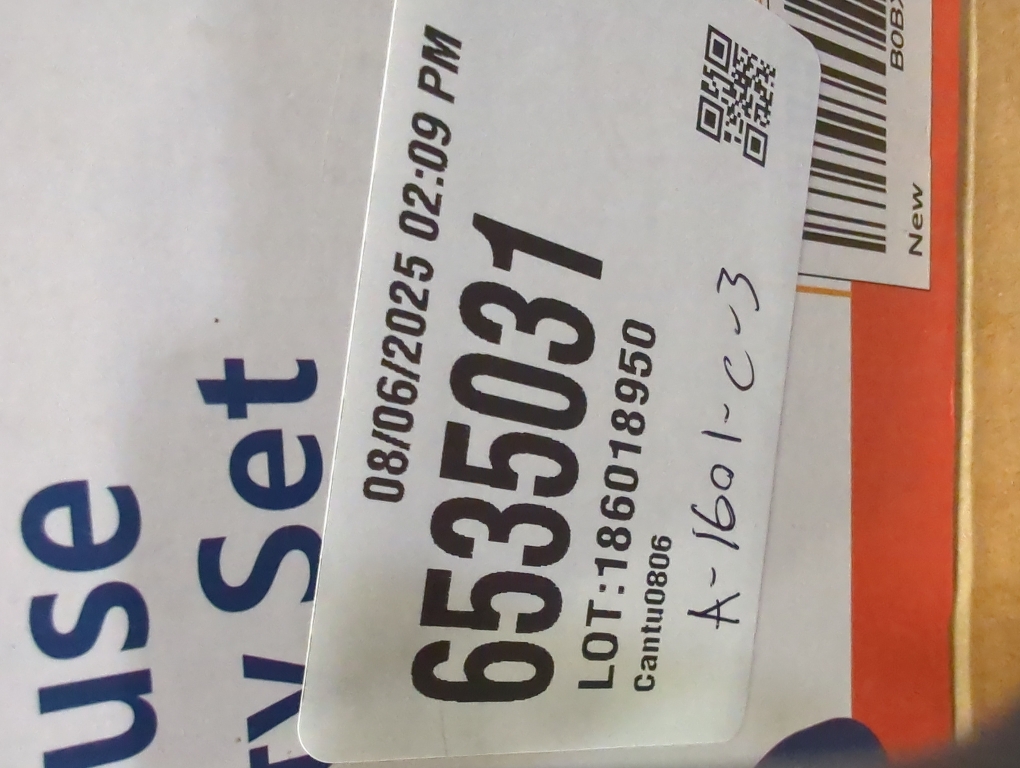 use
Set
08/06/2025 02:09 PM
6535031
LOT:186018950
Cantu0806
A-1601-C-3
New